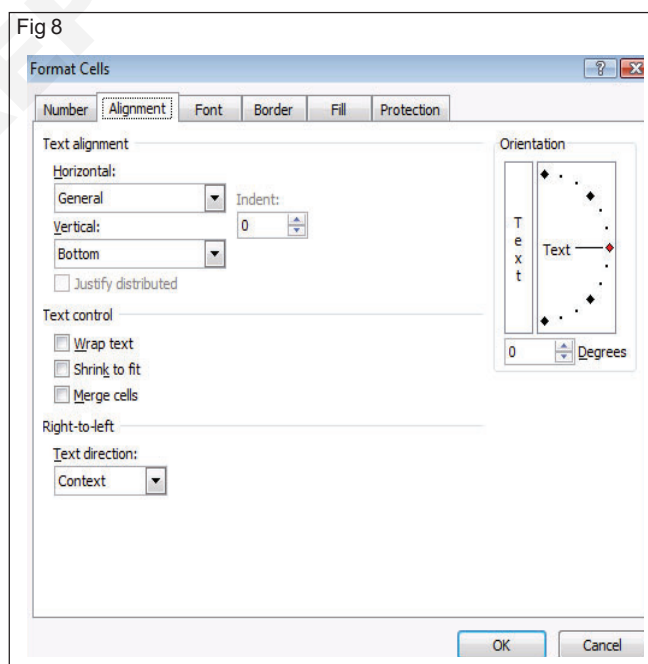 Fig 8
Format Cells
Number Alignment Font Border Fill Protection
Text alignment
Horizontal:
General
Indent:
0
Vertical:
Bottom
Justify distributed
Text control
Wrap text
Shrink to fit
Merge cells
Right-to-left
Text direction:
Context
Orientation
Text
Text
0 Degrees
OK Cancel